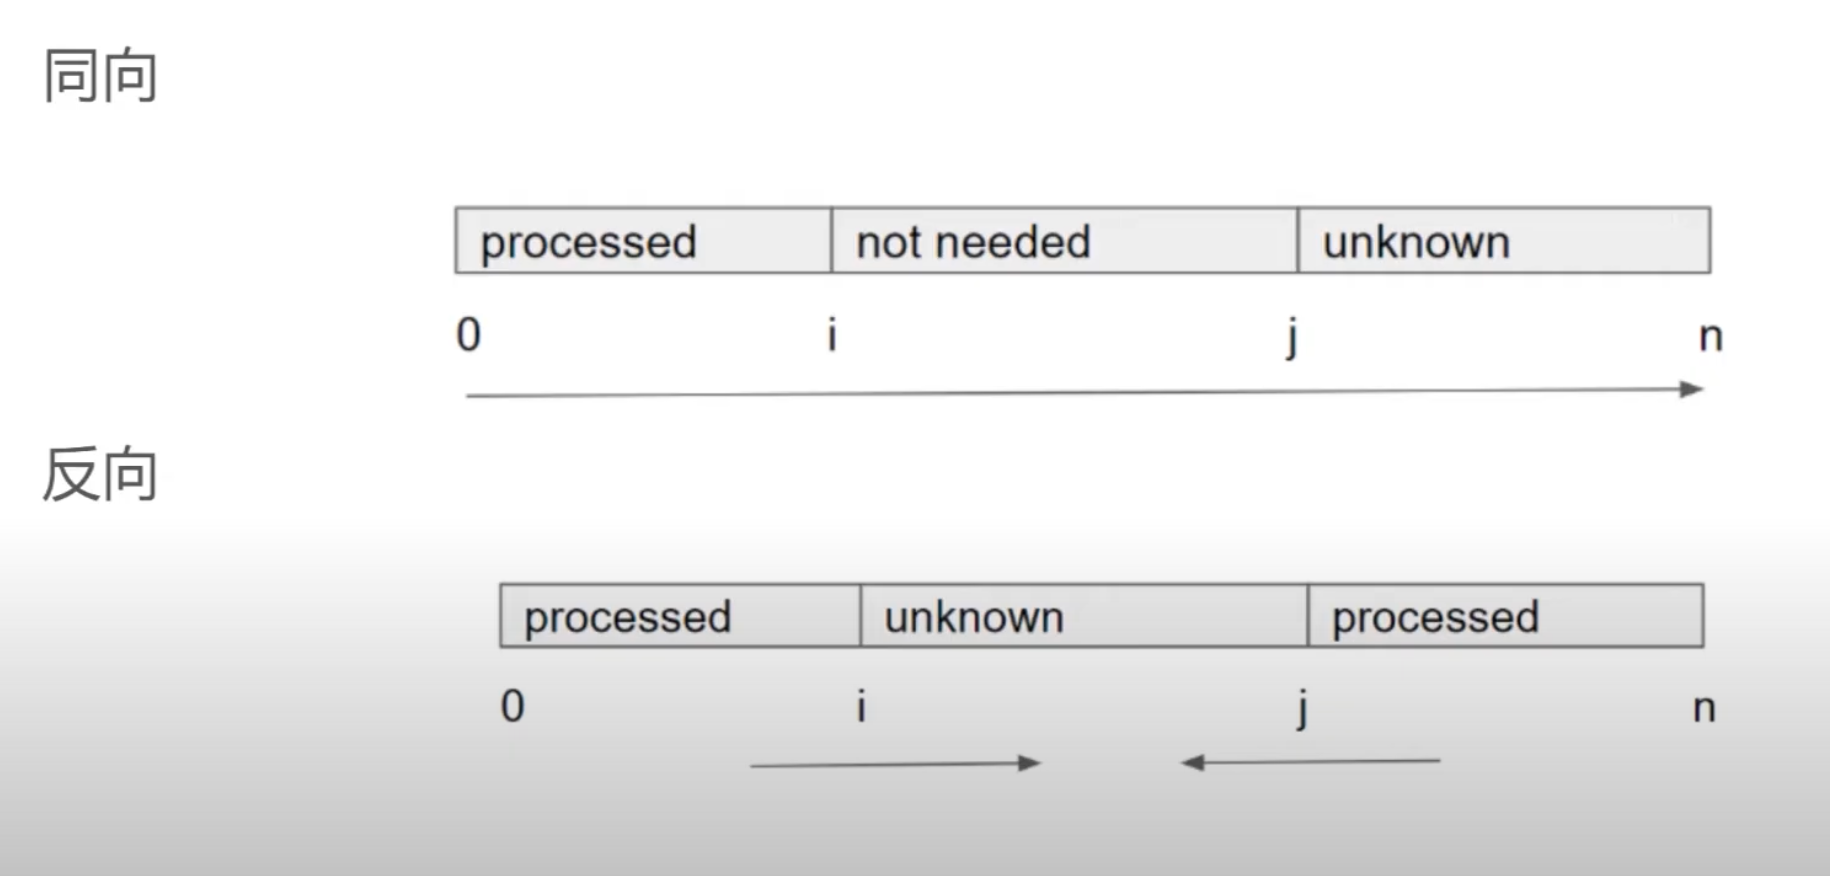 同向
processed not needed unknown
0 i j n
反向
processed unknown processed
0 i j n